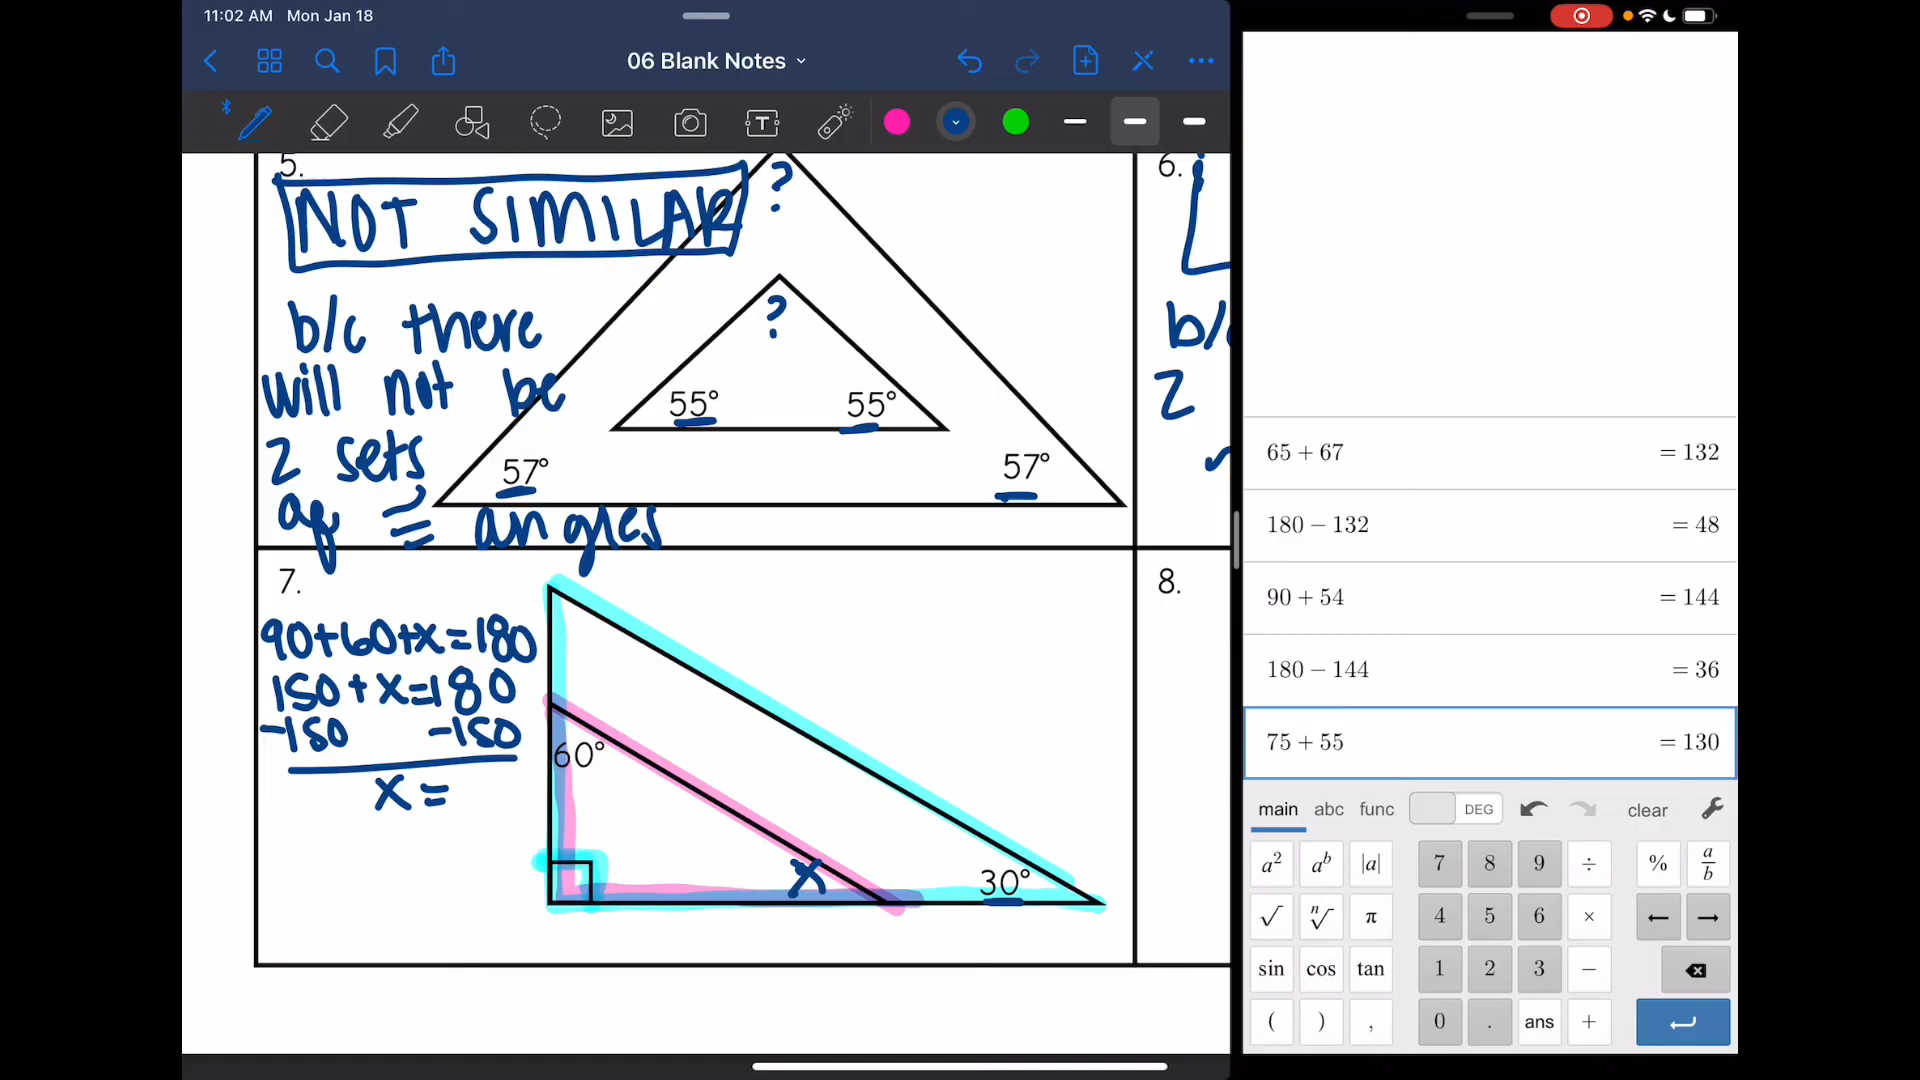 11:02 AM Mon Jan 18
06 Blank Notes
5.
NOT SIMILAR
?
?
b/c there
will not be
2 sets
of ≅ angles
55° 55°
57° 57°
6.
b/c
2
7.
90+60+x=180
150+x=180
-150 -150
x=
60°
x
30°
8.
65 + 67 = 132
180 − 132 = 48
90 + 54 = 144
180 − 144 = 36
75 + 55 = 130
main abc func DEG clear
a² aᵇ |a| 7 8 9 ÷ % a/b
√ ⁿ√ π 4 5 6 × ← →
sin cos tan 1 2 3 −
( ) , 0 . ans +